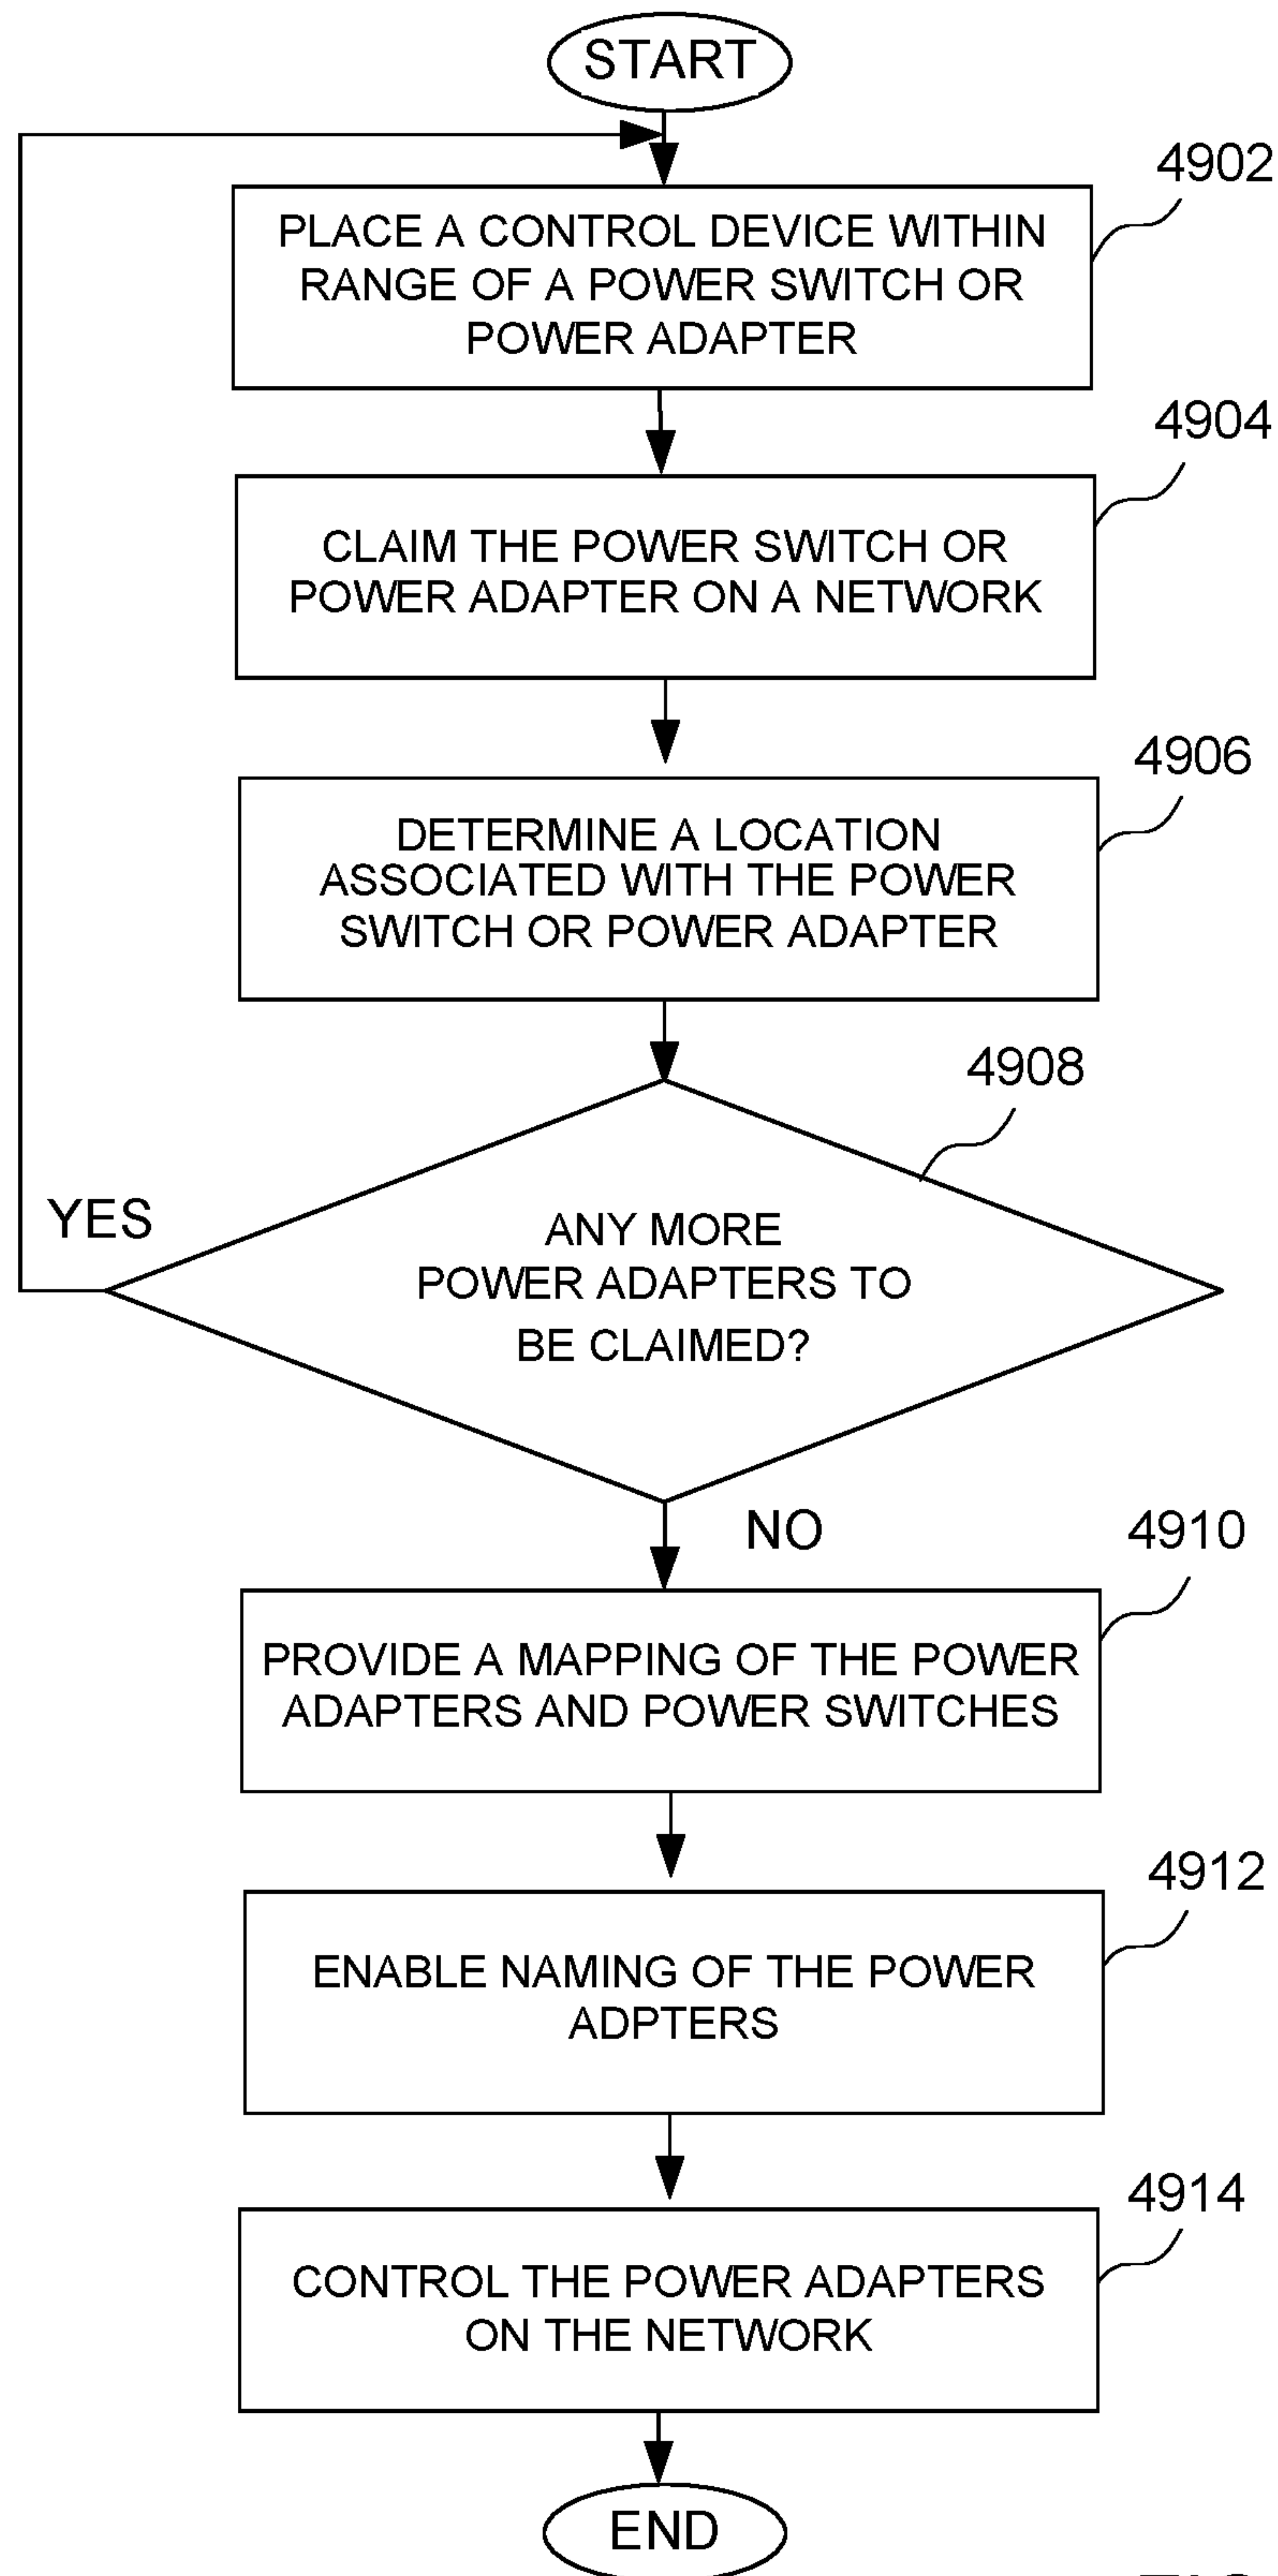 START
4902
PLACE A CONTROL DEVICE WITHIN
RANGE OF A POWER SWITCH OR
POWER ADAPTER
4904
CLAIM THE POWER SWITCH OR
POWER ADAPTER ON A NETWORK
4906
DETERMINE A LOCATION
ASSOCIATED WITH THE POWER
SWITCH OR POWER ADAPTER
4908
YES
ANY MORE
POWER ADAPTERS TO
BE CLAIMED?
NO
4910
PROVIDE A MAPPING OF THE POWER
ADAPTERS AND POWER SWITCHES
4912
ENABLE NAMING OF THE POWER
ADPTERS
4914
CONTROL THE POWER ADAPTERS
ON THE NETWORK
END